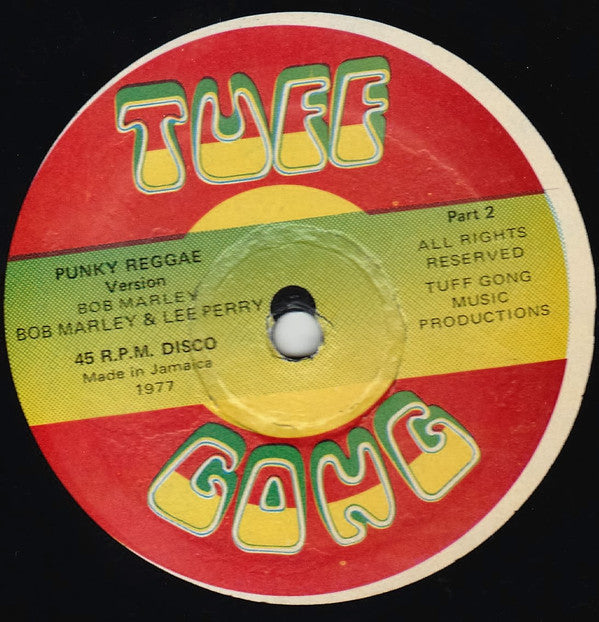 TUFF
PUNKY REGGAE
Version
BOB MARLEY
BOB MARLEY & LEE PERRY
45 R.P.M. DISCO
Made in Jamaica
1977
Part 2
ALL RIGHTS
RESERVED
TUFF GONG
MUSIC
PRODUCTIONS
GONG